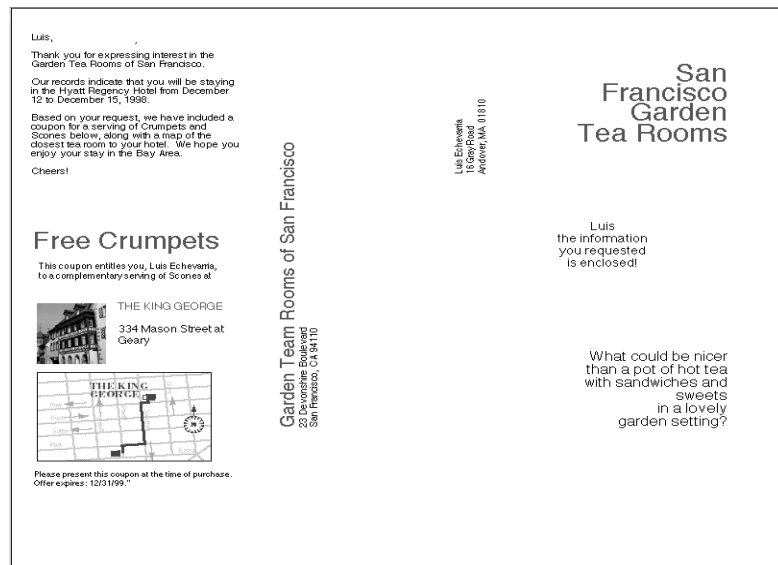 Luis,
Thank you for expressing interest in the
Garden Tea Rooms of San Francisco.
Our records indicate that you will be staying
in the Hyatt Regency Hotel from December
12 to December 15, 1998.
Based on your request, we have included a
coupon for a serving of Crumpets and
Scones below, along with a map of the
closest tea room to your hotel. We hope you
enjoy your stay in the Bay Area.
Cheers!
Free Crumpets
This coupon entitles you, Luis Echevarria,
to a complementary serving of Scones at
THE KING GEORGE
334 Mason Street at
Geary
THE KING
GEORGE
Please present this coupon at the time of purchase.
Offer expires: 12/31/99."
Garden Team Rooms of San Francisco
23 Devonshire Boulevard
San Francisco, CA 94110
Luis Echevarria
16 Gray Road
Andover, MA 01810
San
Francisco
Garden
Tea Rooms
Luis
the information
you requested
is enclosed!
What could be nicer
than a pot of hot tea
with sandwiches and
sweets
in a lovely
garden setting?